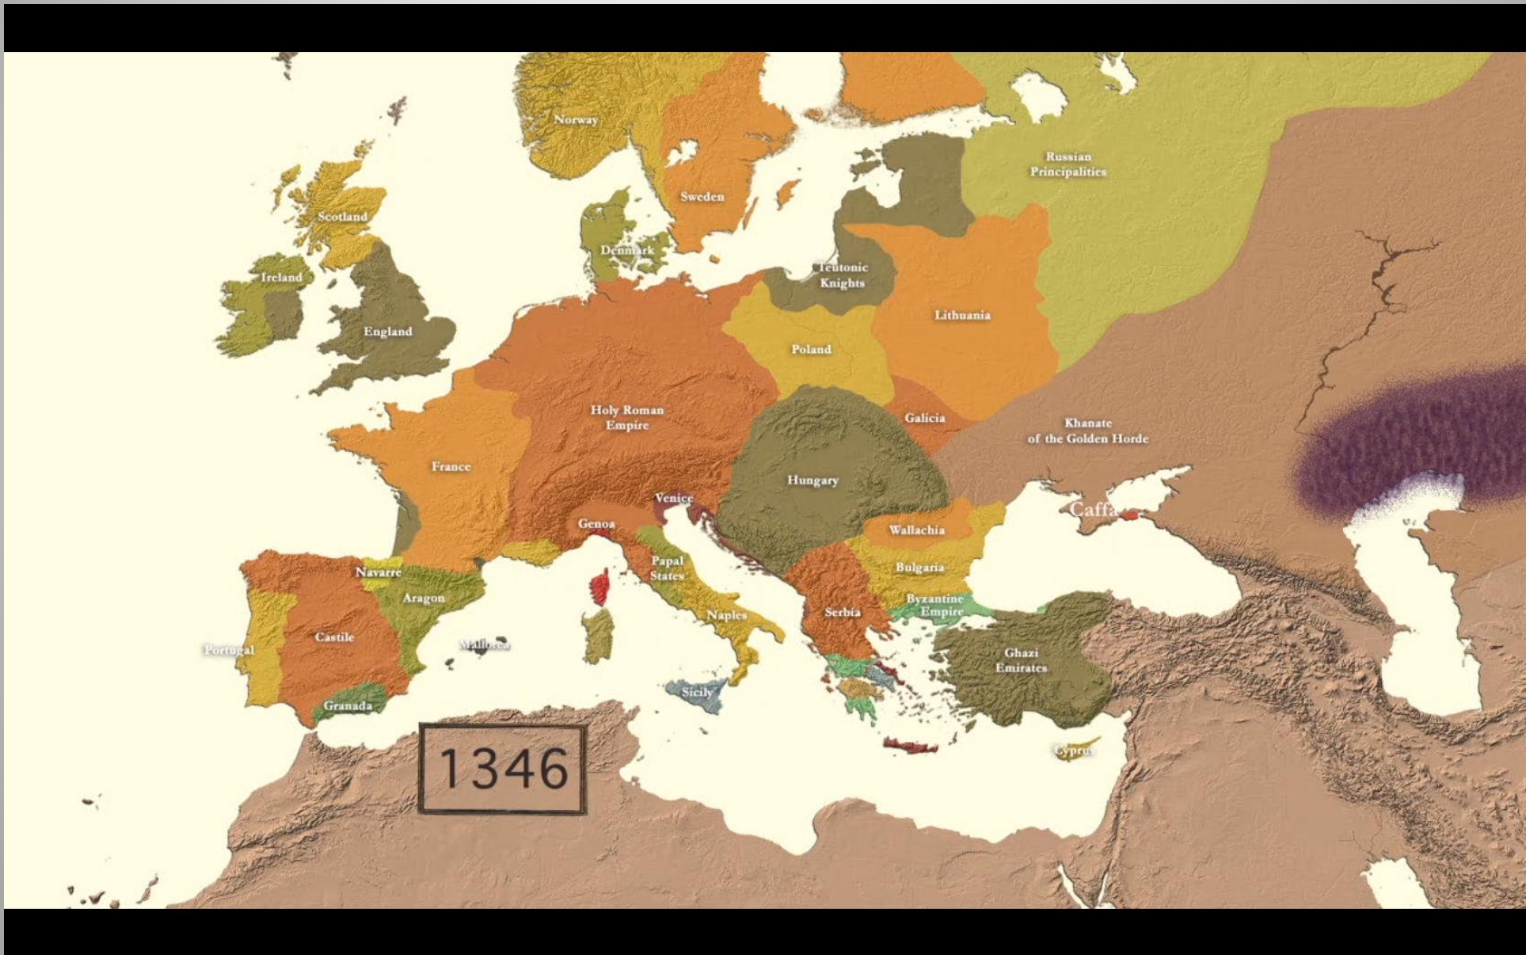 Norway
Russian
Principalities
Sweden
Scotland
Denmark
Ireland
Teutonic
Knights
England
Lithuania
Poland
Holy Roman
Empire
Galicia
Khanate
of the Golden Horde
France
Hungary
Venice
Caffa
Genoa
Wallachia
Papal
States
Bulgaria
Navarre
Aragon
Byzantine
Empire
Naples
Serbia
Castile
Mallorca
Portugal
Ghazi
Emirates
Sicily
Granada
Cyprus
1346